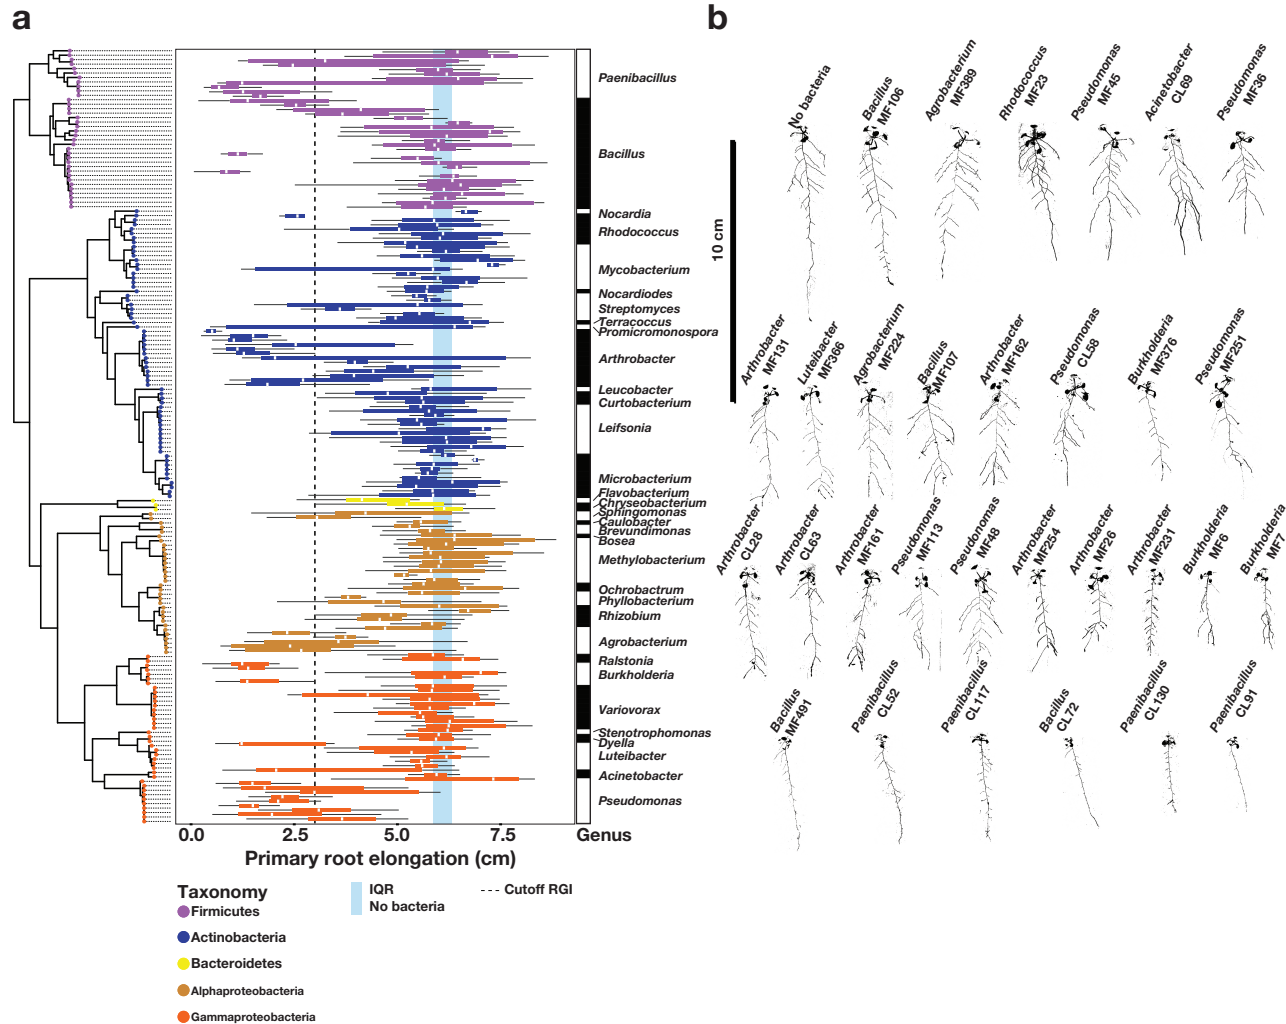 a
Paenibacillus
Bacillus
Nocardia
Rhodococcus
Mycobacterium
Nocardiodes
Streptomyces
Terracoccus
Promicromonospora
Arthrobacter
Leucobacter
Curtobacterium
Leifsonia
Microbacterium
Flavobacterium
Chryseobacterium
Sphingomonas
Caulobacter
Brevundimonas
Bosea
Methylobacterium
Ochrobactrum
Phyllobacterium
Rhizobium
Agrobacterium
Ralstonia
Burkholderia
Variovorax
Stenotrophomonas
Dyella
Luteibacter
Acinetobacter
Pseudomonas
0.0 2.5 5.0 7.5 Genus
Primary root elongation (cm)
Taxonomy
Firmicutes
Actinobacteria
Bacteroidetes
Alphaproteobacteria
Gammaproteobacteria
IQR
No bacteria
Cutoff RGI
b
10 cm
No bacteria
Bacillus
MF106
Agrobacterium
MF389
Rhodococcus
MF23
Pseudomonas
MF45
Acinetobacter
CL69
Pseudomonas
MF36
Arthrobacter
MF131
Luteibacter
MF366
Agrobacterium
MF224
Bacillus
MF107
Arthrobacter
MF162
Pseudomonas
CL58
Burkholderia
MF376
Pseudomonas
MF251
Arthrobacter
CL28
Arthrobacter
CL63
Arthrobacter
MF161
Pseudomonas
MF113
Pseudonomas
MF48
Arthrobacter
MF254
Arthrobacter
MF26
Arthrobacter
MF231
Burkholderia
MF6
Burkholderia
MF7
Bacillus
MF491
Paenibacillus
CL52
Paenibacillus
CL117
Bacillus
CL72
Paenibacillus
CL130
Paenibacillus
CL91